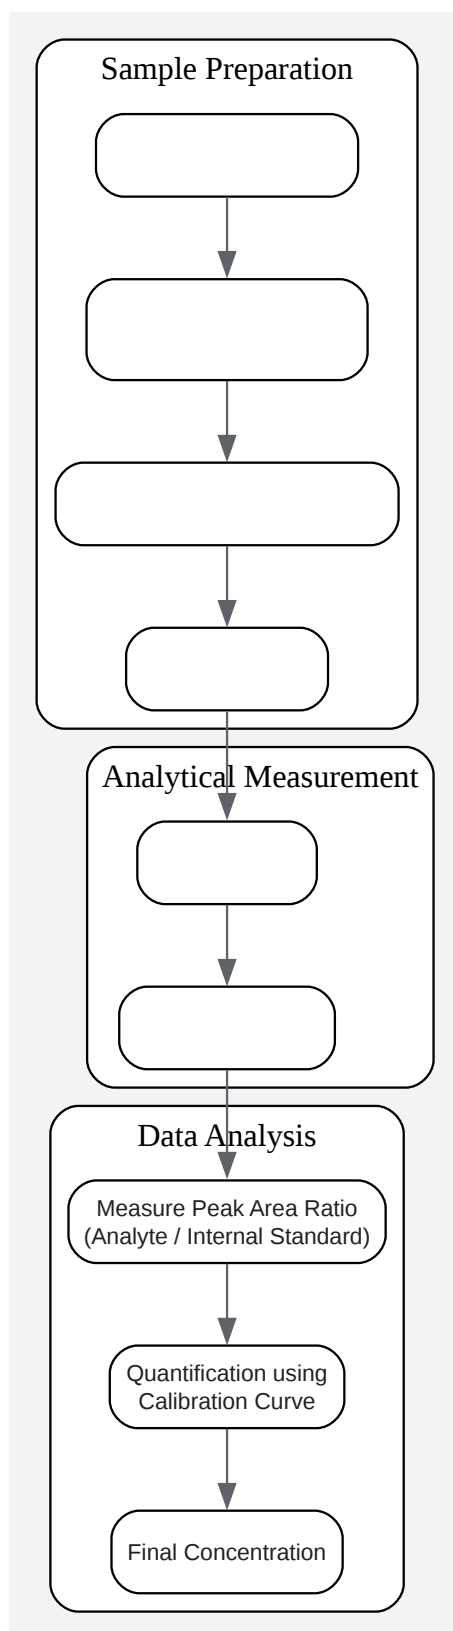 Sample Preparation
Analytical Measurement
Data Analysis
Measure Peak Area Ratio
(Analyte / Internal Standard)
Quantification using
Calibration Curve
Final Concentration